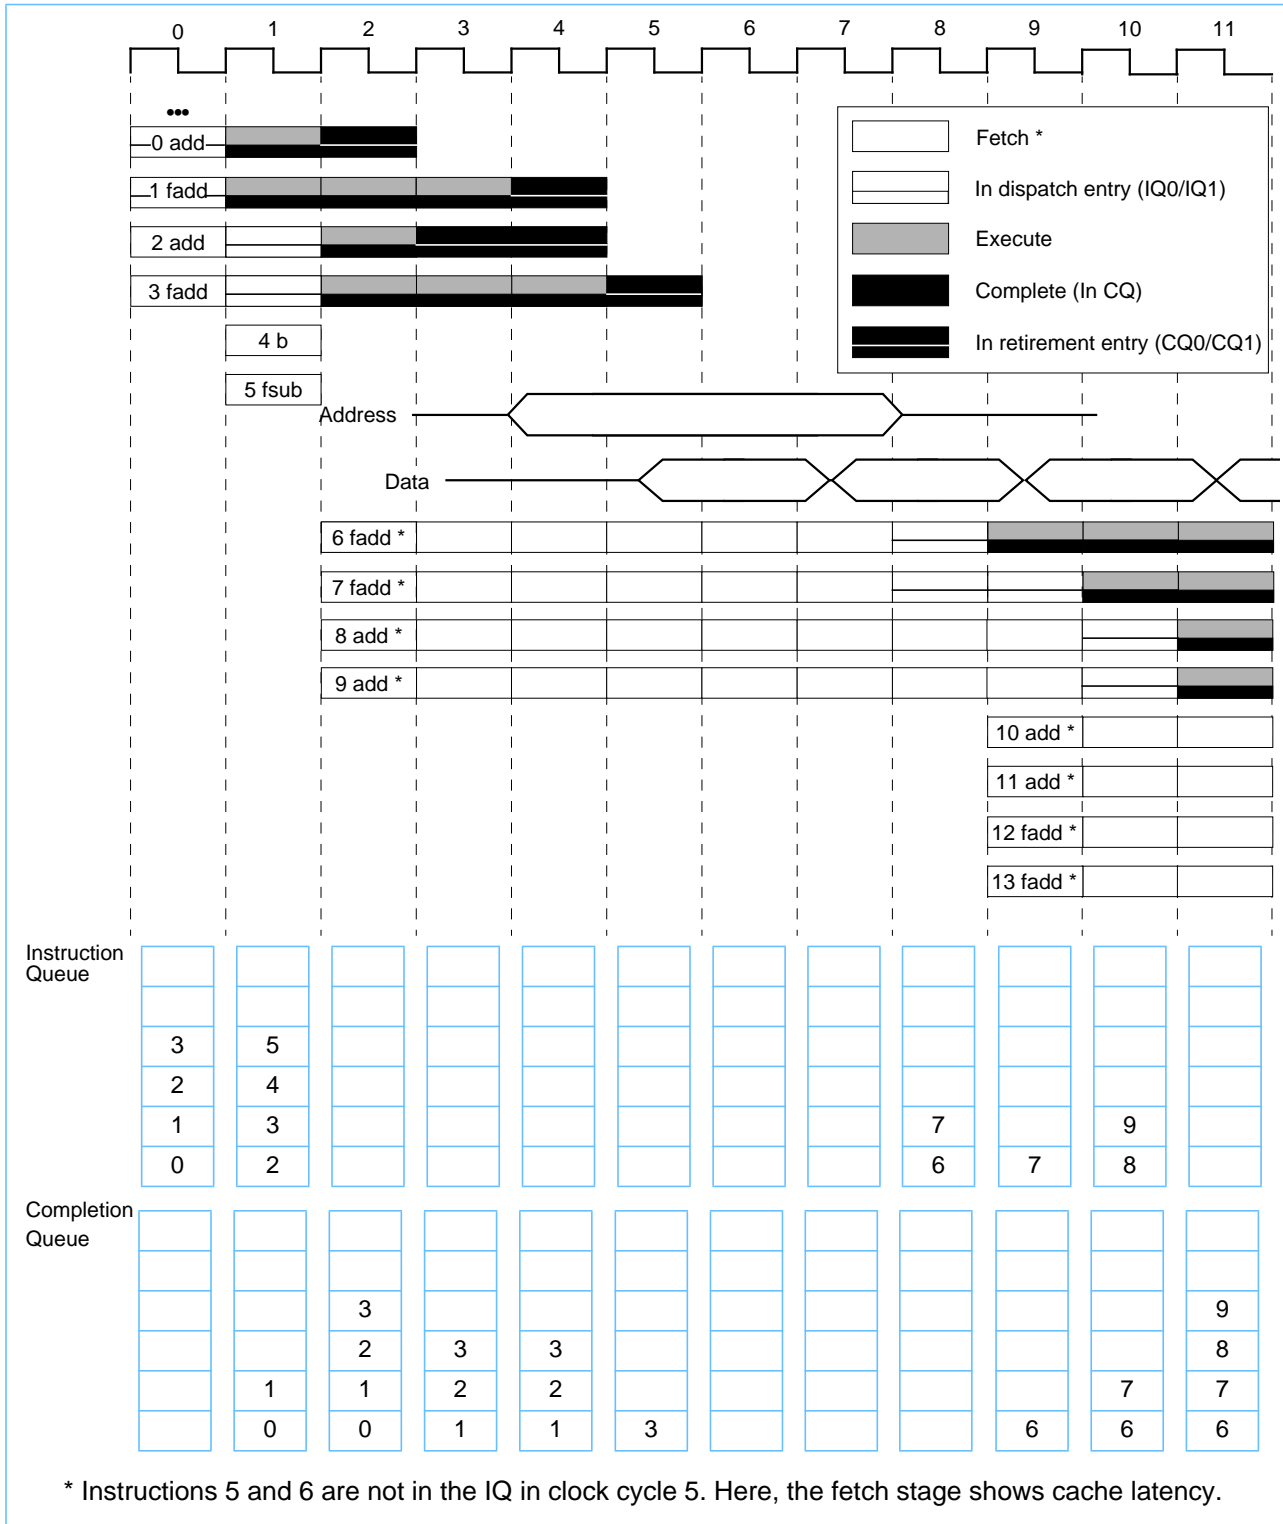 0 1 2 3 4 5 6 7 8 9 10 11
•••
0 add
1 fadd
2 add
3 fadd
4 b
5 fsub
Fetch *
In dispatch entry (IQ0/IQ1)
Execute
Complete (In CQ)
In retirement entry (CQ0/CQ1)
Address
Data
6 fadd *
7 fadd *
8 add *
9 add *
10 add *
11 add *
12 fadd *
13 fadd *
Instruction
Queue
3 5
2 4
1 3 7 9
0 2 6 7 8
Completion
Queue
3 9
2 3 3 8
1 1 2 2 7 7
0 0 1 1 3 6 6 6
* Instructions 5 and 6 are not in the IQ in clock cycle 5. Here, the fetch stage shows cache latency.